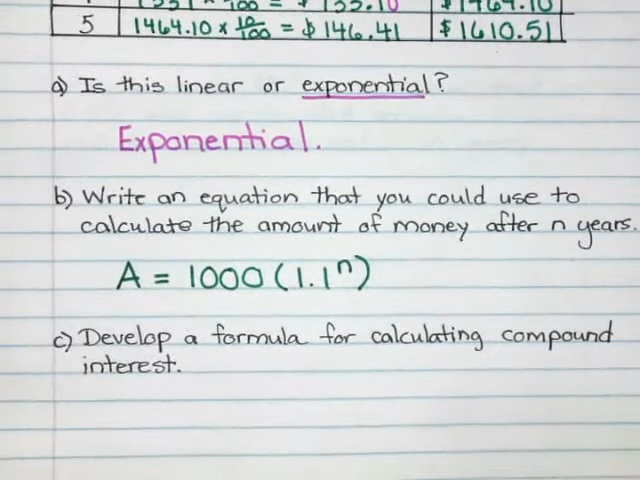 $1464.10
5 1464.10 x 10/100 = $146.41 $1610.51
a) Is this linear or exponential?
Exponential.
b) Write an equation that you could use to
calculate the amount of money after n years.
A = 1000(1.1ⁿ)
c) Develop a formula for calculating compound
interest.